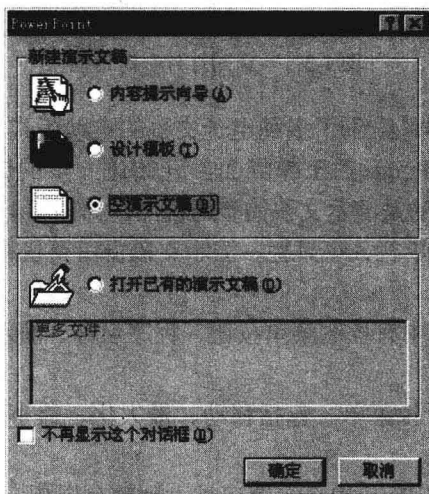 PowerPoint
新建演示文稿
内容提示向导(A)
设计模板(T)
空演示文稿(B)
打开已有的演示文稿(O)
更多文件...
不再显示这个对话框(D)
确定 取消